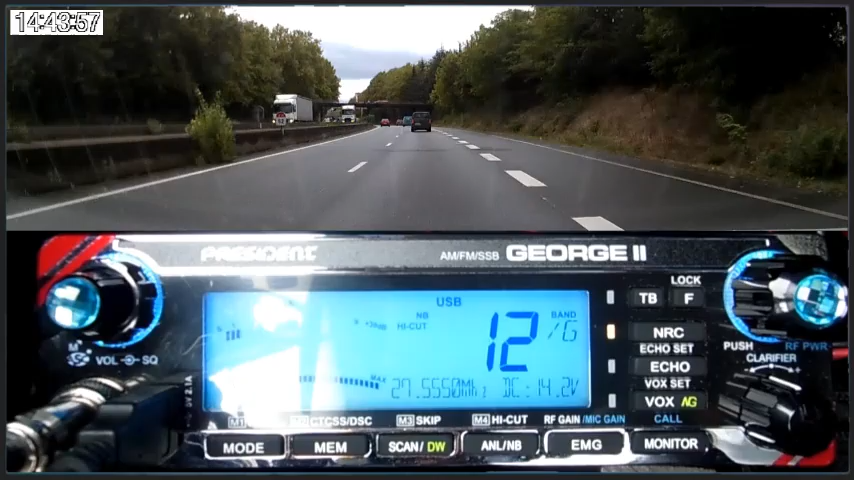 14:43:57
PRESIDENT
AM/FM/SSB GEORGE II
LOCK
TB F
USB
NB
HI-CUT
12/G
BAND
NRC
ECHO SET
ECHO
VOX SET
VOX NG
CALL
PUSH RF PWR
CLARIFIER
VOL SQ
MAX
27.5550MHz DC:14.2V
M1
CTCSS/DSC M3 SKIP M4 HI-CUT RF GAIN/MIC GAIN
MODE MEM SCAN/DW ANL/NB EMG MONITOR